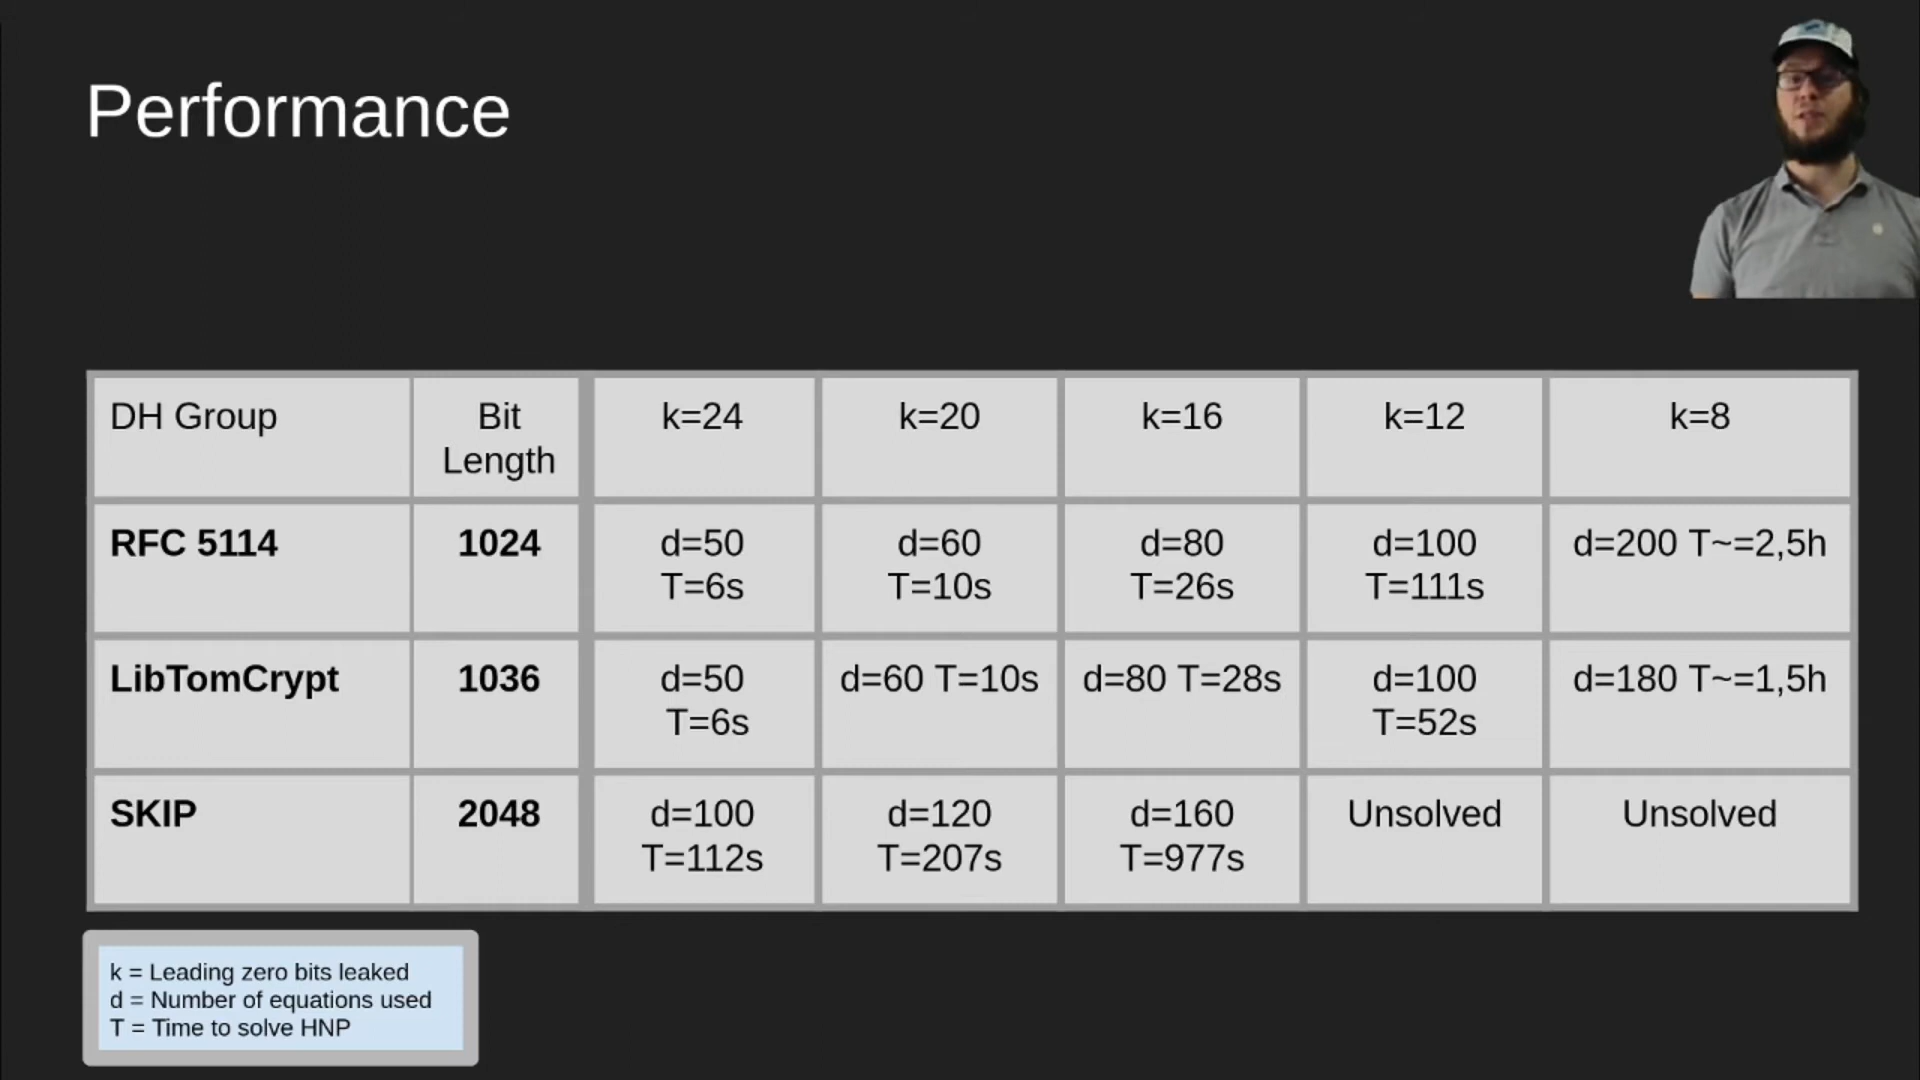 Performance
DH Group
Bit
Length
k=24
k=20
k=16
k=12
k=8
RFC 5114
1024
d=50
T=6s
d=60
T=10s
d=80
T=26s
d=100
T=111s
d=200 T~=2,5h
LibTomCrypt
1036
d=50
T=6s
d=60 T=10s
d=80 T=28s
d=100
T=52s
d=180 T~=1,5h
SKIP
2048
d=100
T=112s
d=120
T=207s
d=160
T=977s
Unsolved
Unsolved
k = Leading zero bits leaked
d = Number of equations used
T = Time to solve HNP